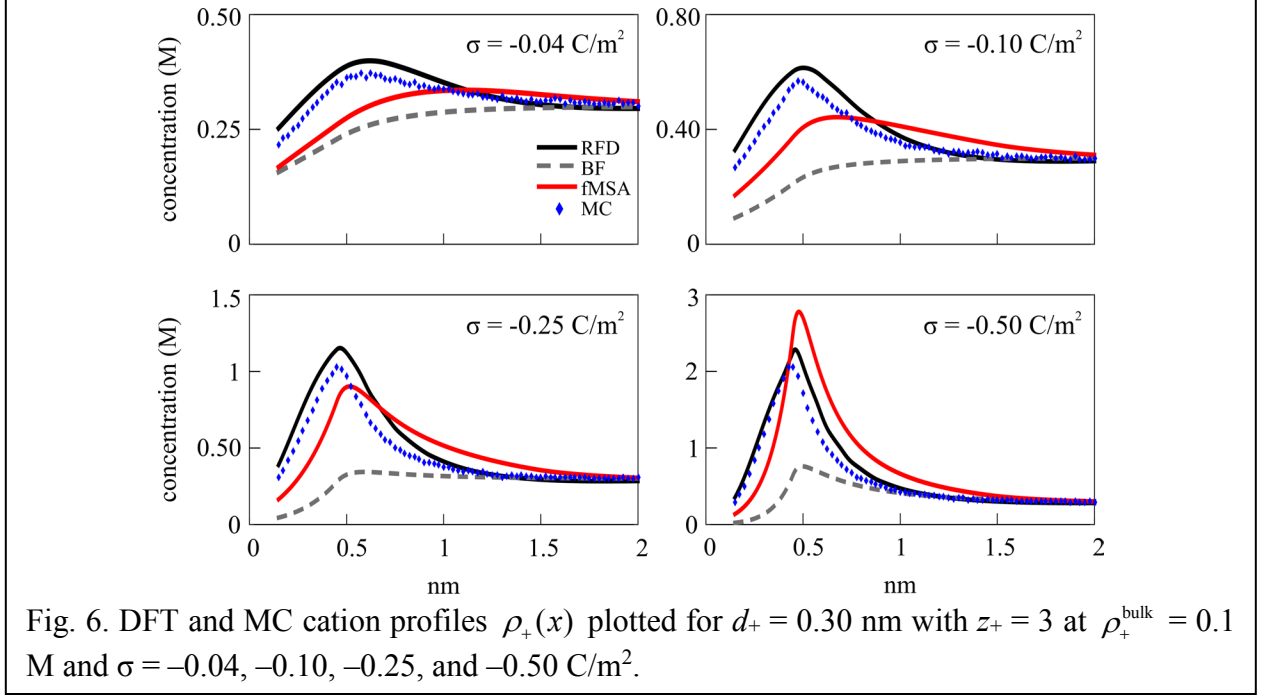 0.50
0.25
0
concentration (M)
σ = -0.04 C/m²
RFD
BF
fMSA
MC
0.80
0.40
0
σ = -0.10 C/m²
1.5
1
0.50
0
concentration (M)
σ = -0.25 C/m²
0 0.5 1 1.5 2
nm
3
2
1
0
σ = -0.50 C/m²
0 0.5 1 1.5 2
nm
Fig. 6. DFT and MC cation profiles ρ₊(x) plotted for d₊ = 0.30 nm with z₊ = 3 at ρ₊ᵇᵘˡᵏ = 0.1
M and σ = –0.04, –0.10, –0.25, and –0.50 C/m².